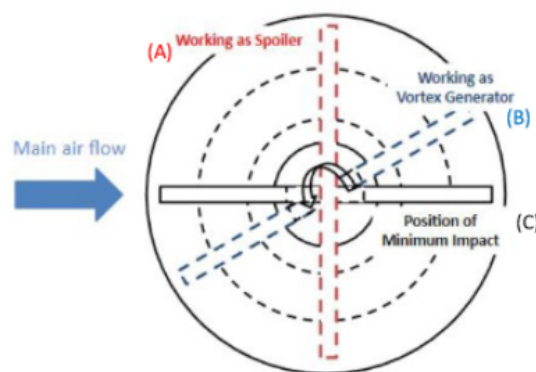 (A)
Working as Spoiler
Working as
Vortex Generator
(B)
Main air flow
Position of
Minimum Impact
(C)